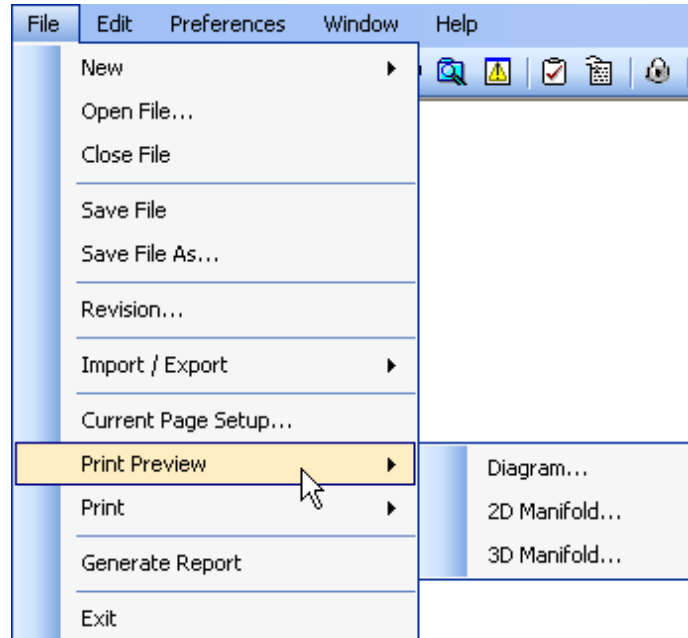 File Edit Preferences Window Help
New
Open File...
Close File
Save File
Save File As...
Revision...
Import / Export
Current Page Setup...
Print Preview
Diagram...
Print
2D Manifold...
3D Manifold...
Generate Report
Exit